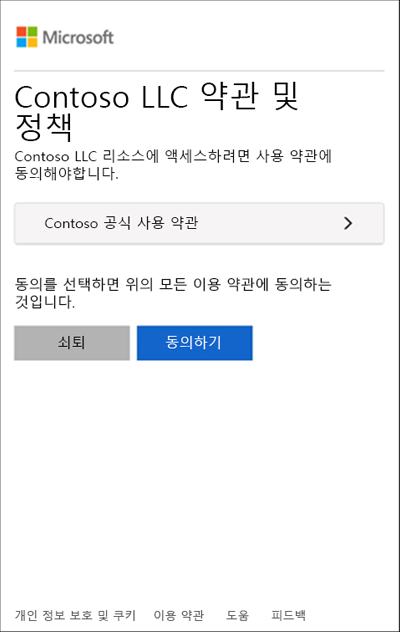 Microsoft
Contoso LLC 약관 및
정책
Contoso LLC 리소스에 액세스하려면 사용 약관에
동의해야합니다.
Contoso 공식 사용 약관
동의를 선택하면 위의 모든 이용 약관에 동의하는
것입니다.
쇠퇴 동의하기
개인 정보 보호 및 쿠키 이용 약관 도움 피드백